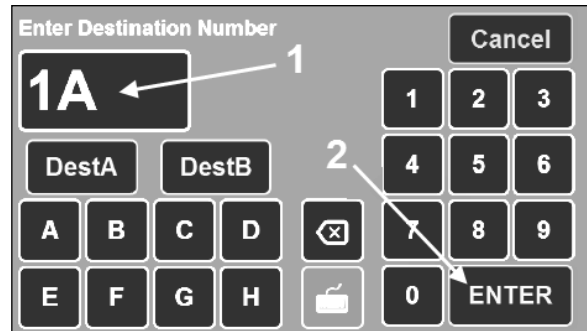 Enter Destination Number
Cancel
1
1A
1 2 3
DestA DestB
2
4 5 6
A B C D
7 8 9
E F G H
0 ENTER